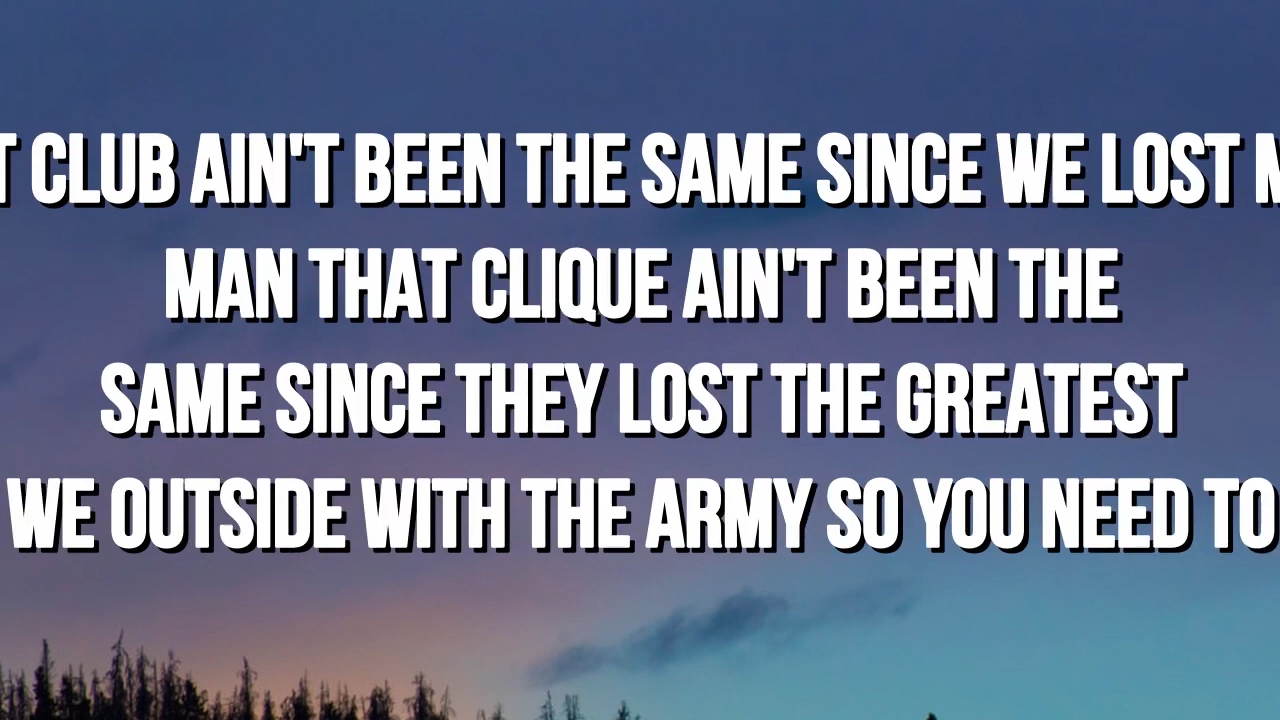 CLUB AIN'T BEEN THE SAME SINCE WE LOST
MAN THAT CLIQUE AIN'T BEEN THE
SAME SINCE THEY LOST THE GREATEST
WE OUTSIDE WITH THE ARMY SO YOU NEED TO